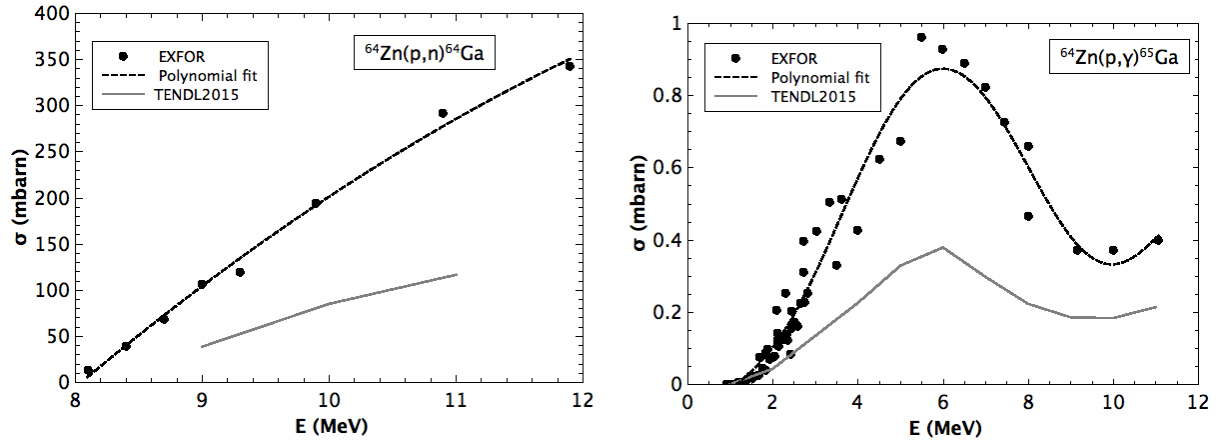 400
350
300
250
200
150
100
50
0
σ (mbarn)
EXFOR
Polynomial fit
TENDL2015
⁶⁴Zn(p,n)⁶⁴Ga
8 9 10 11 12
E (MeV)
1
0.8
0.6
0.4
0.2
0
σ (mbarn)
EXFOR
Polynomial fit
TENDL2015
⁶⁴Zn(p,γ)⁶⁵Ga
0 2 4 6 8 10 12
E (MeV)